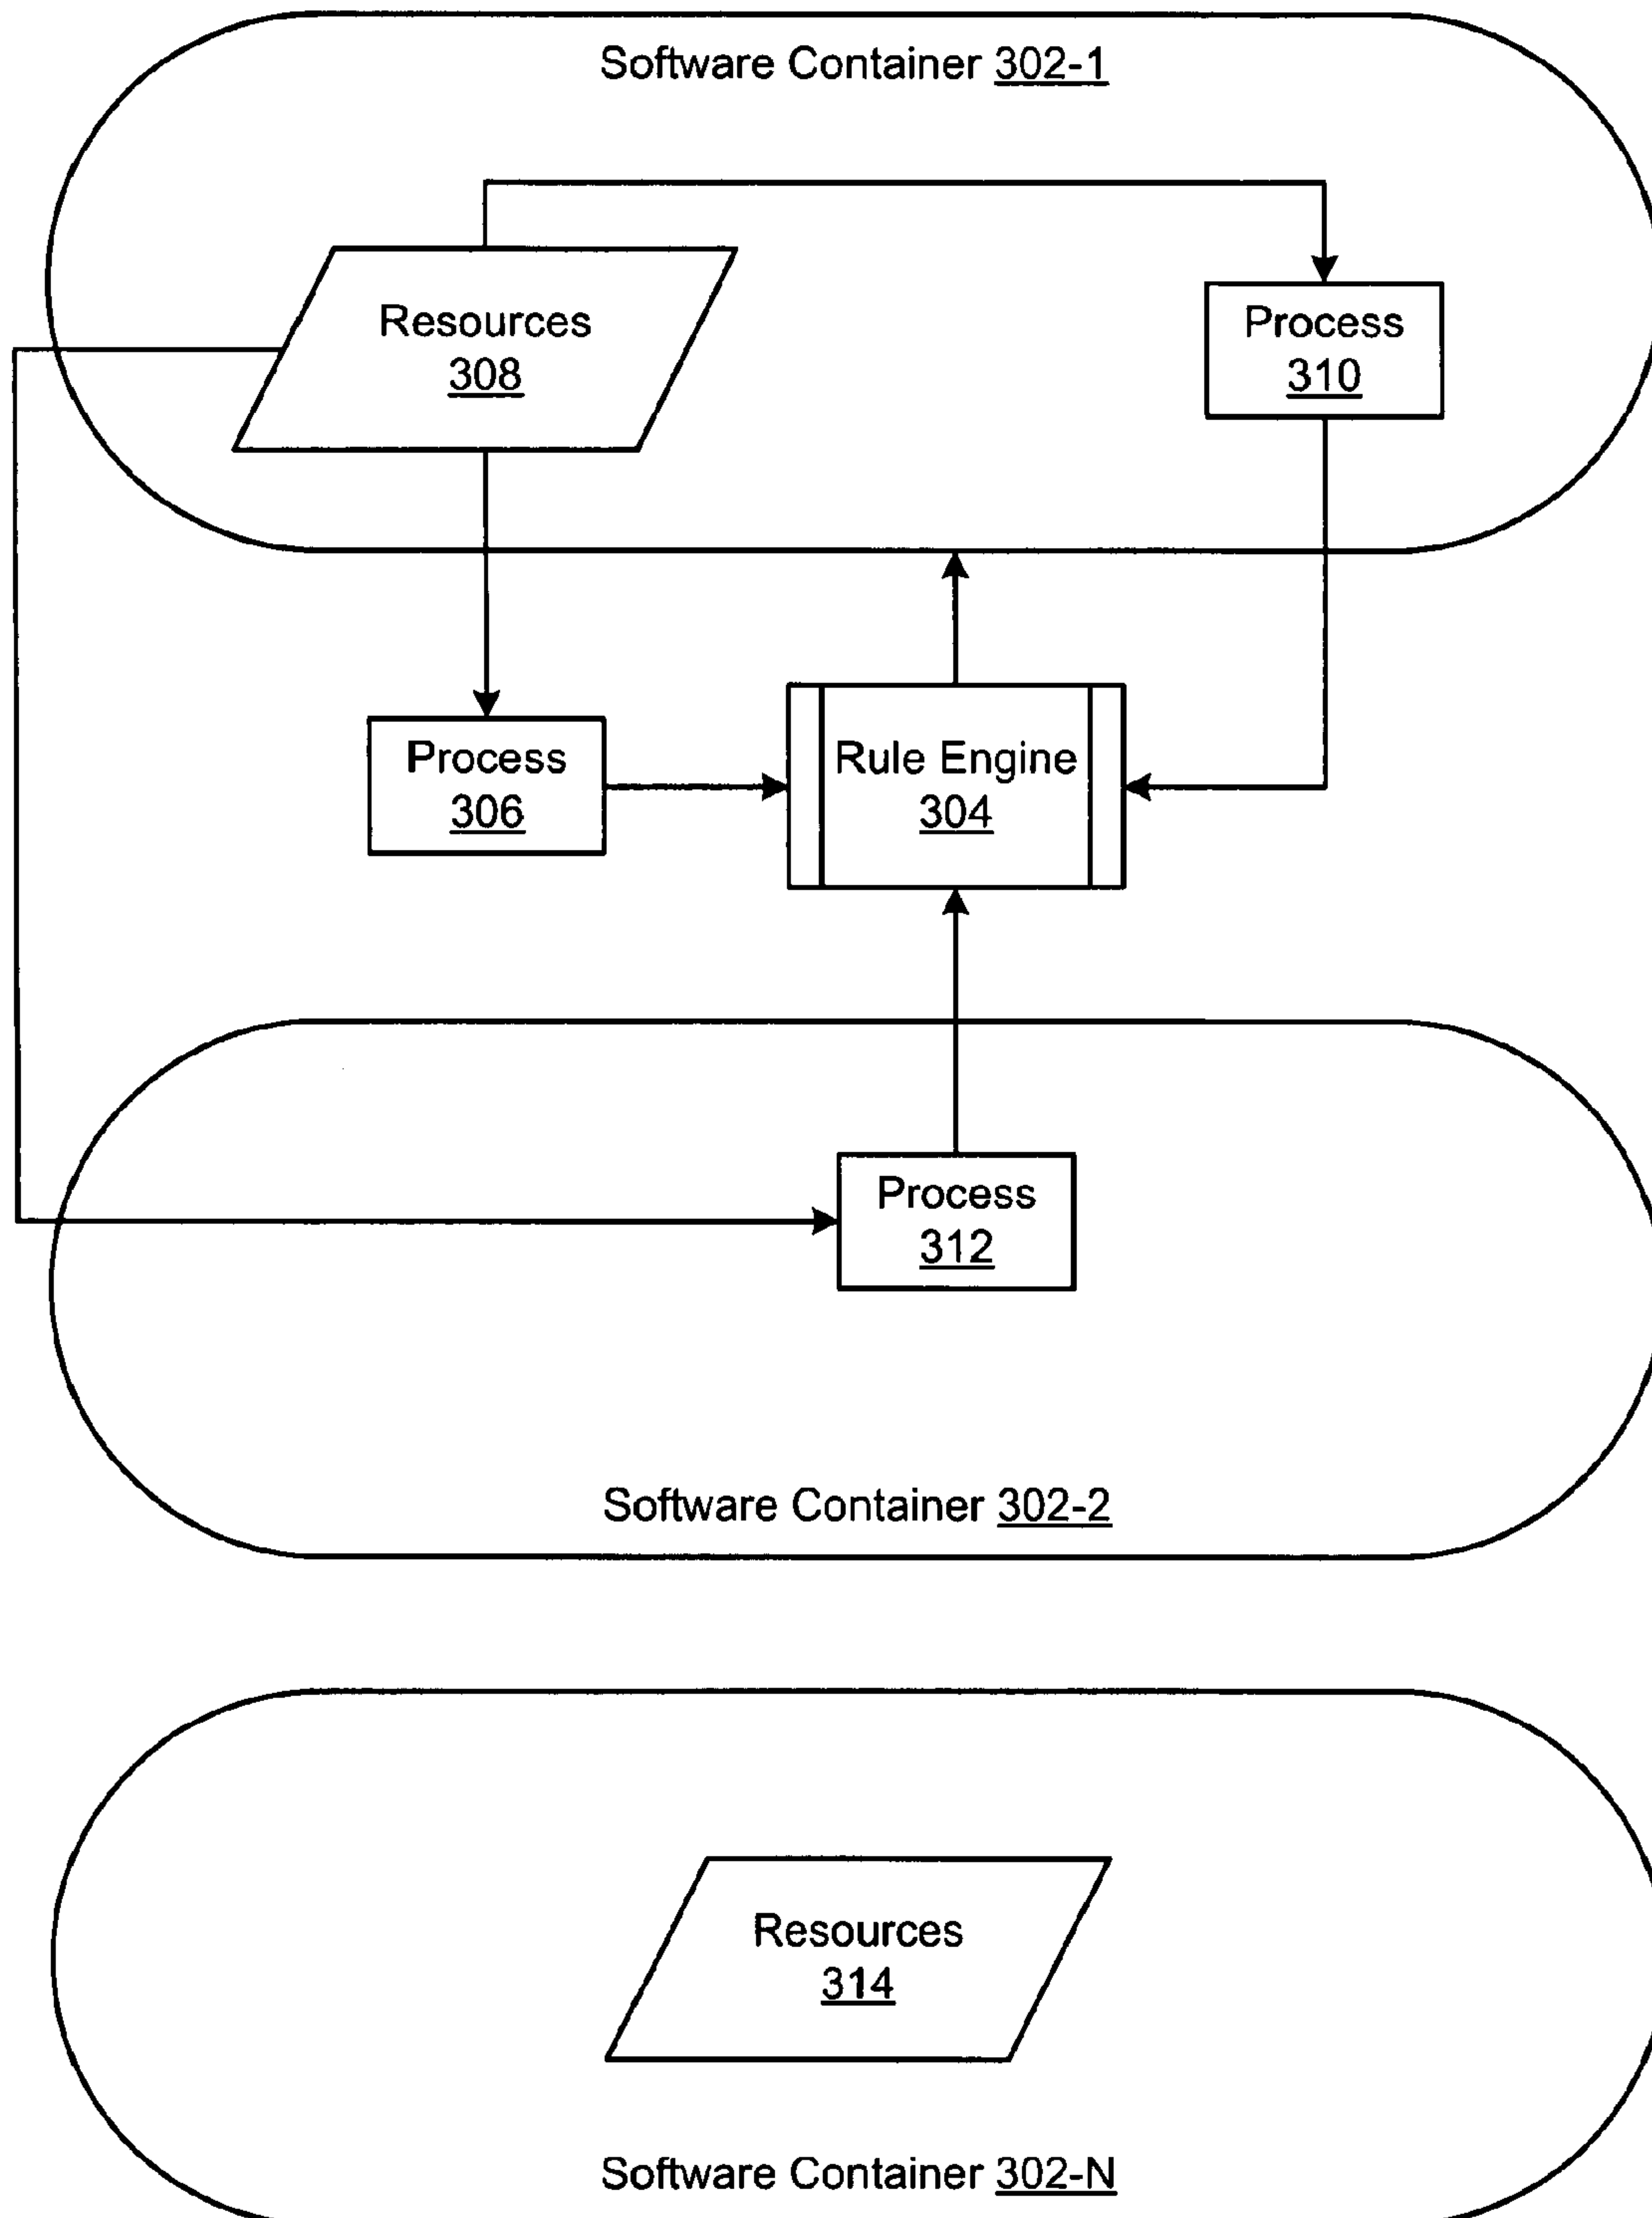 Software Container 302-1
Resources
308
Process
310
Process
306
Rule Engine
304
Process
312
Software Container 302-2
Resources
314
Software Container 302-N